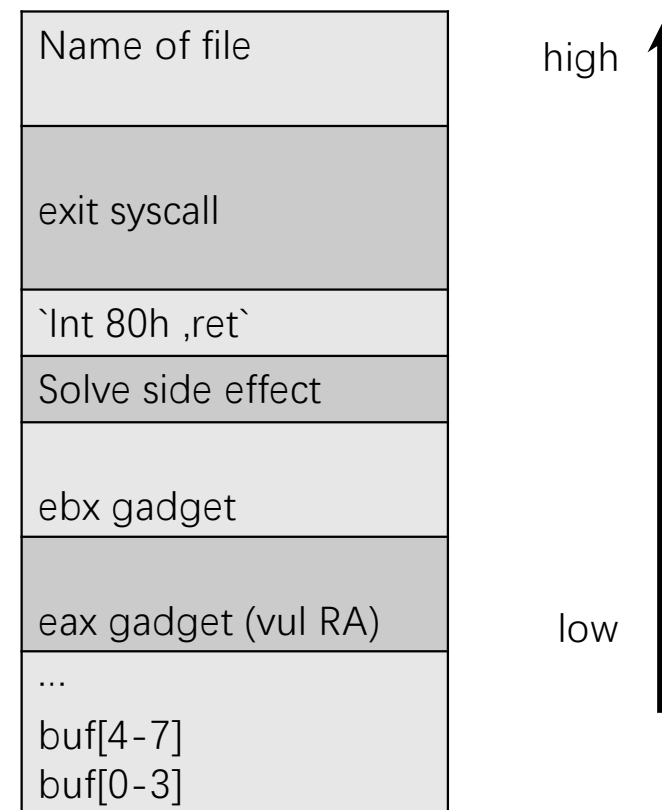 Name of file
high
exit syscall
`Int 80h ,ret`
Solve side effect
ebx gadget
eax gadget (vul RA)
low
...
buf[4-7]
buf[0-3]